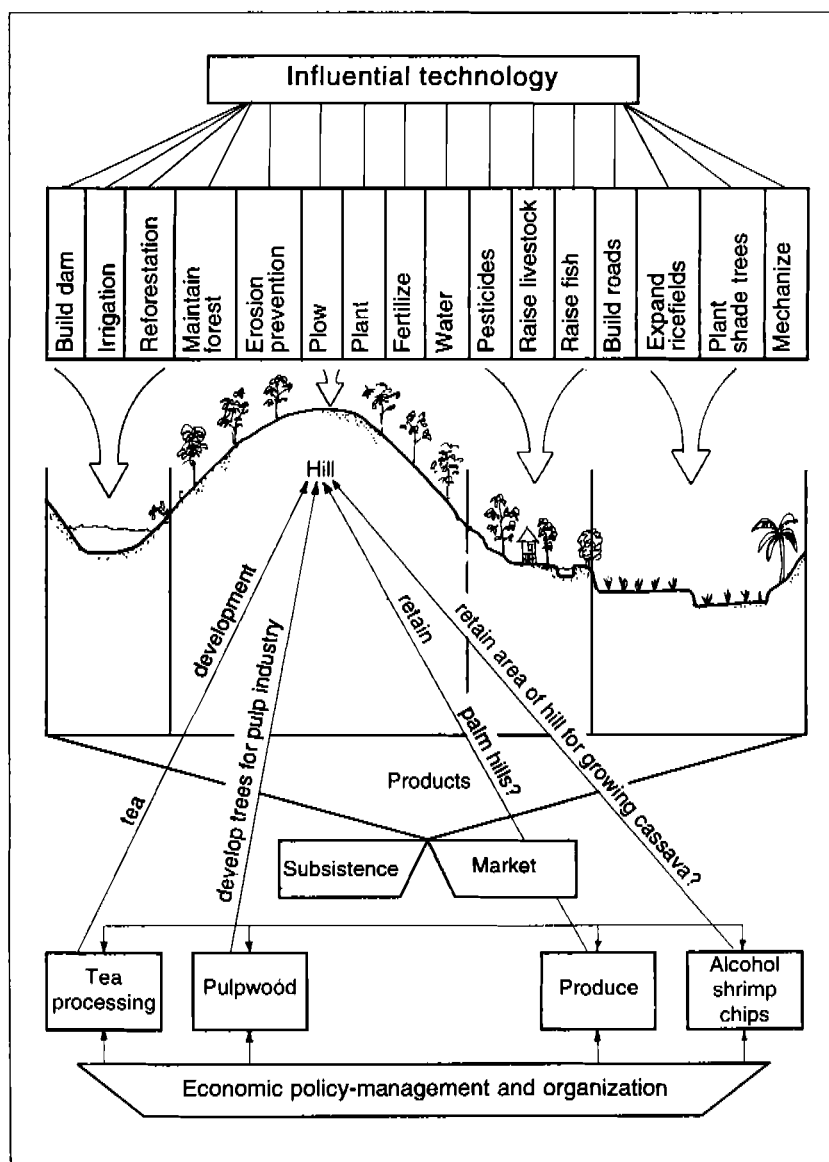 Influential technology
Build dam
Irrigation
Reforestation
Maintain
forest
Erosion
prevention
Plow
Plant
Fertilize
Water
Pesticides
Raise livestock
Raise fish
Build roads
Expand
ricefields
Plant
shade trees
Mechanize
Hill
tea development
develop trees for pulp industry
retain palm hills?
retain area of hill for growing cassava?
Products
Subsistence
Market
Tea
processing
Pulpwoód
Produce
Alcohol
shrimp
chips
Economic policy-management and organization